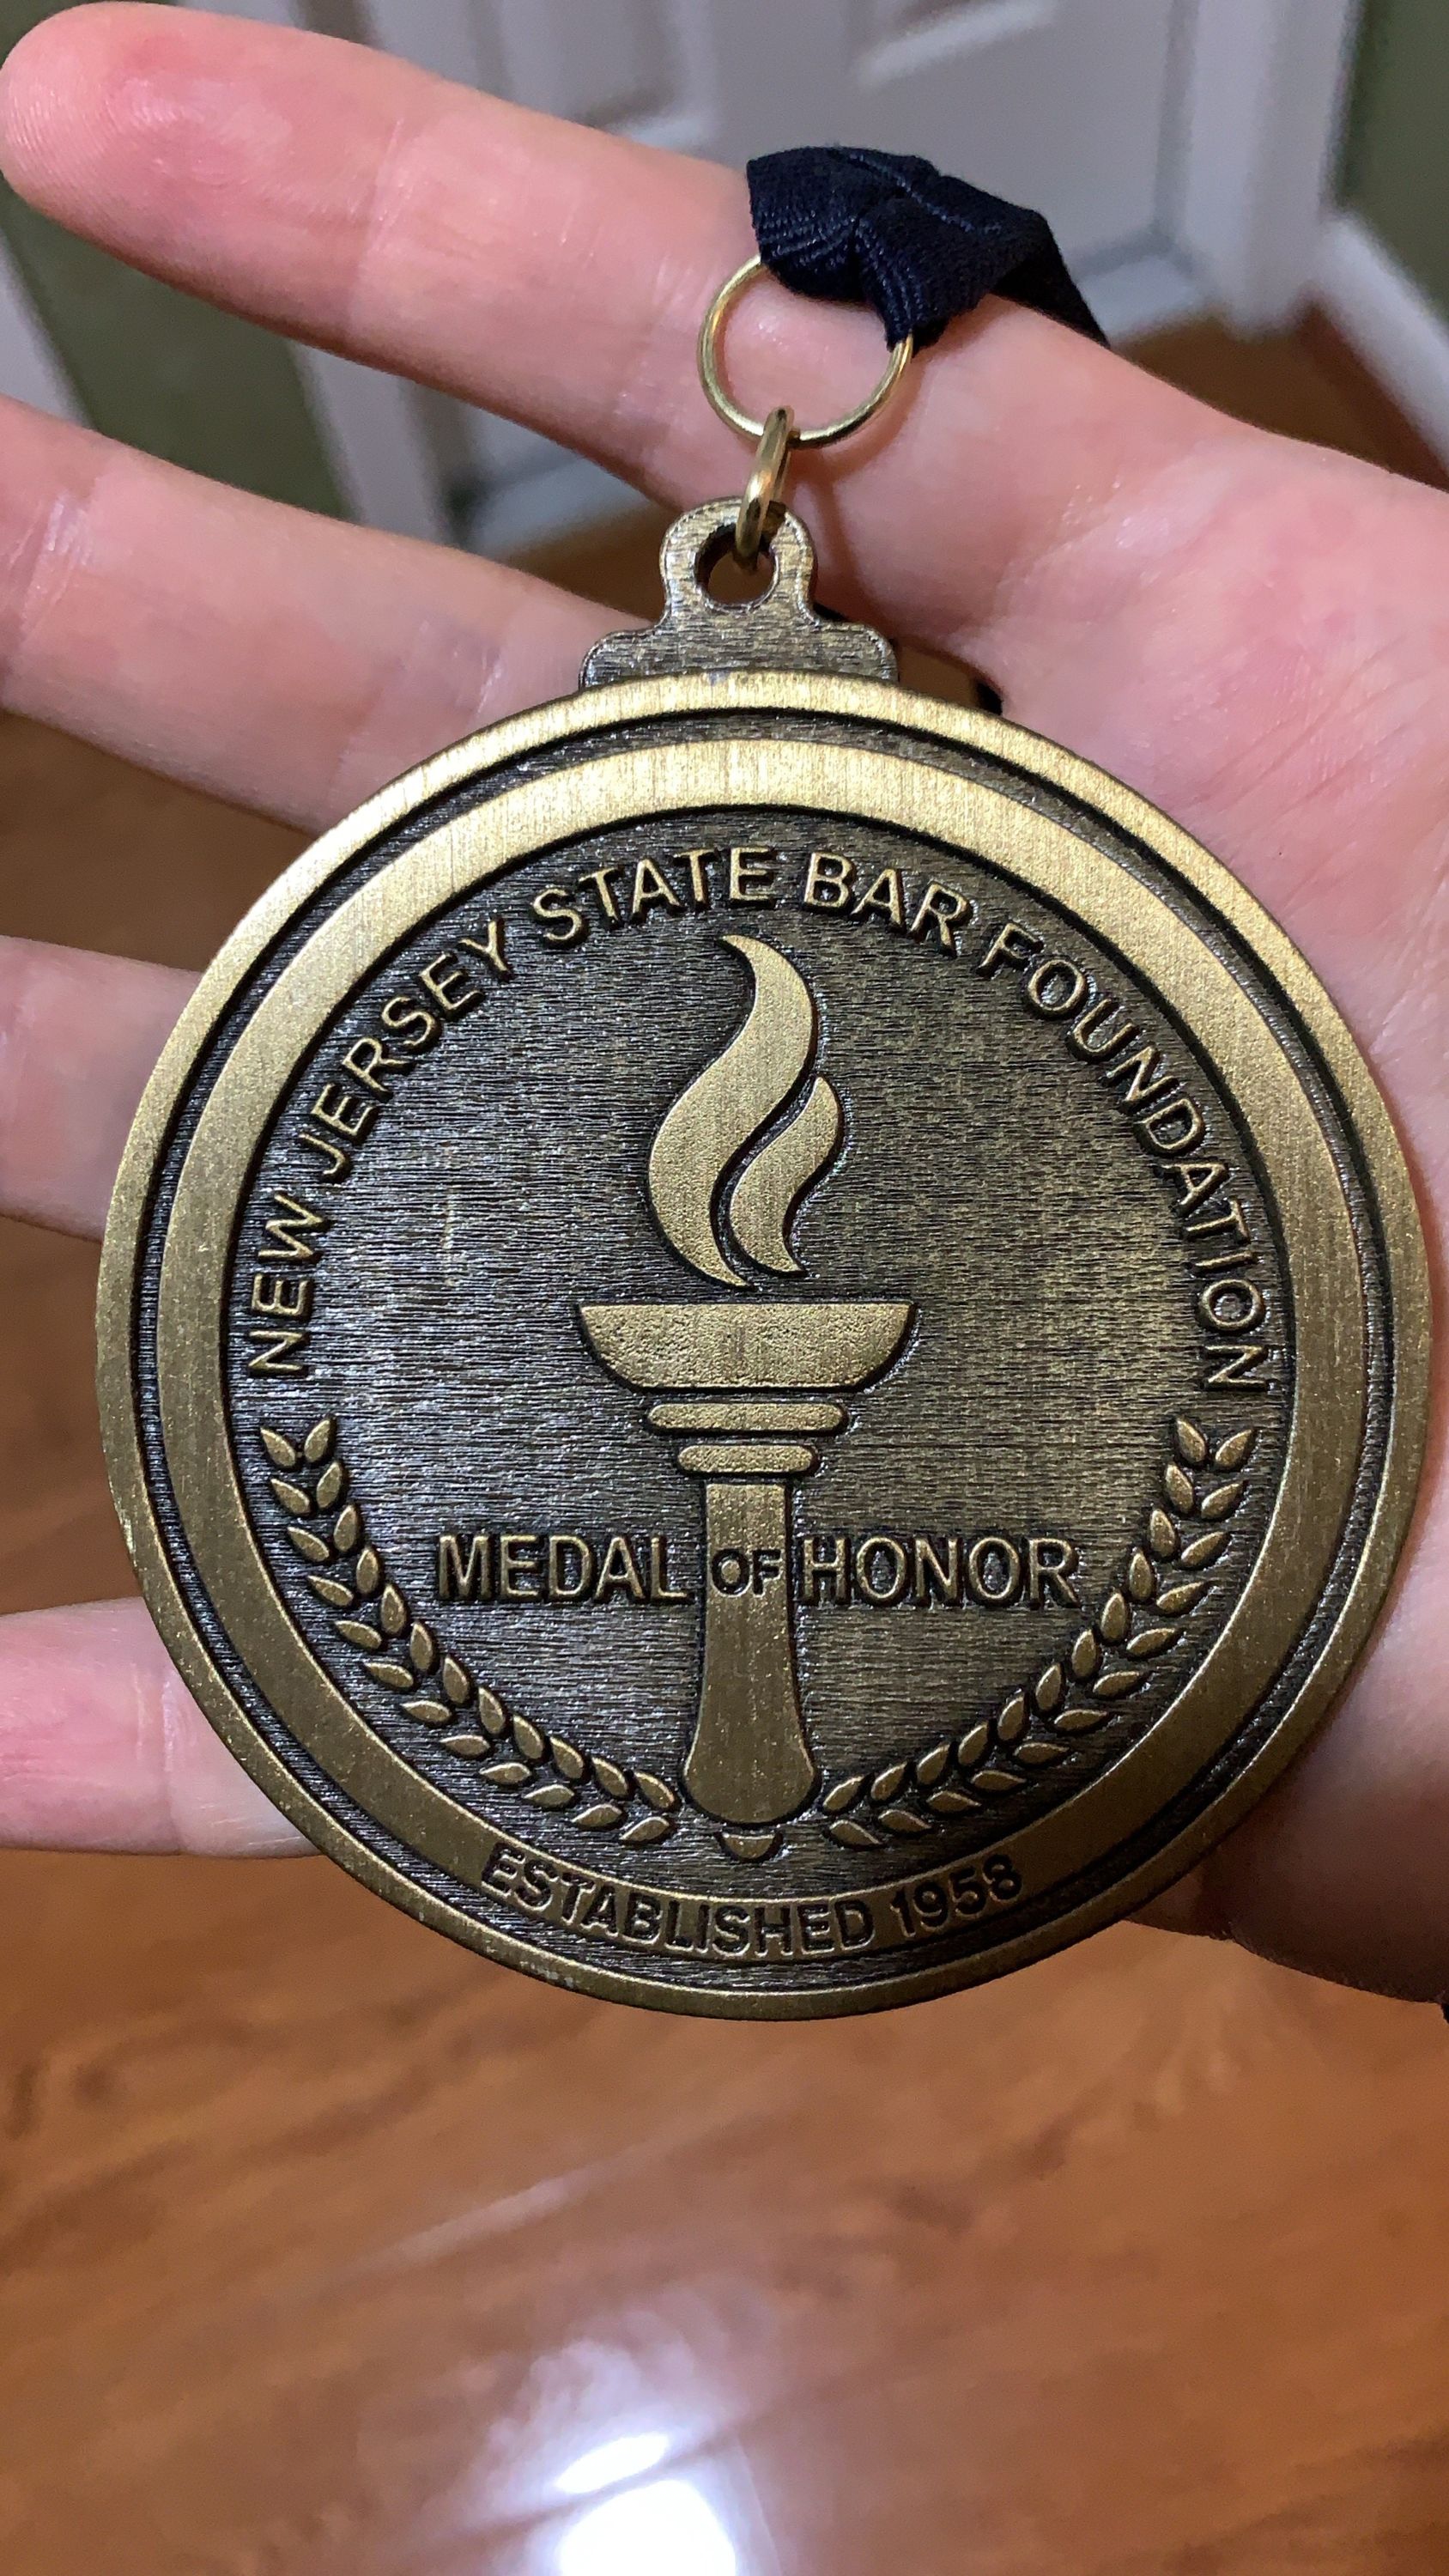 NEW JERSEY STATE BAR FOUNDATION
MEDAL OF HONOR
ESTABLISHED 1958